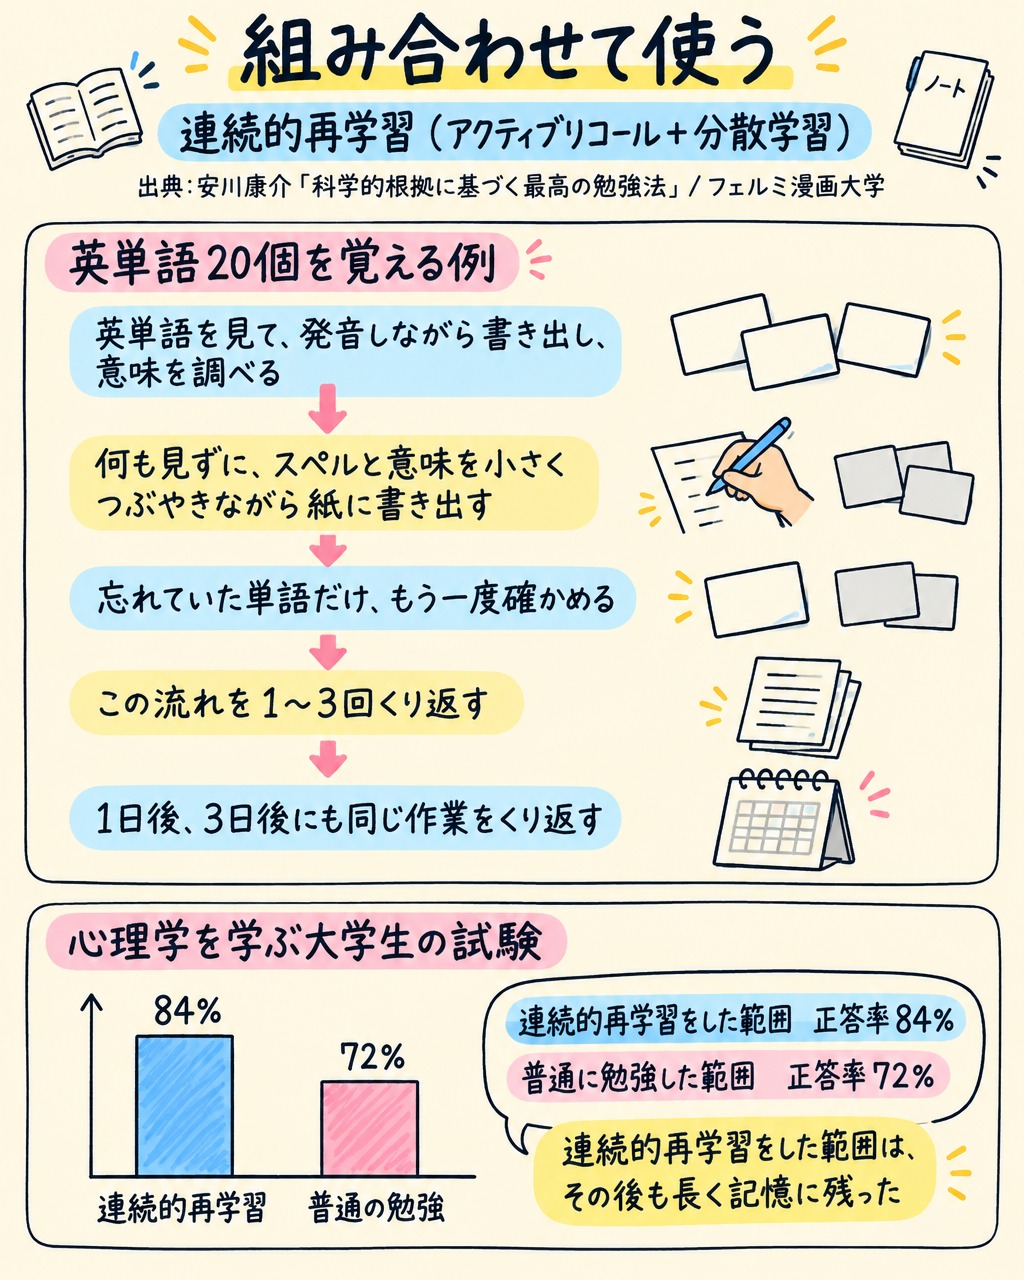 組み合わせて使う
連続的再学習（アクティブリコール＋分散学習）
出典：安川康介「科学的根拠に基づく最高の勉強法」/ フェルミ漫画大学
ノート
英単語20個を覚える例
英単語を見て、発音しながら書き出し、
意味を調べる
何も見ずに、スペルと意味を小さく
つぶやきながら紙に書き出す
忘れていた単語だけ、もう一度確かめる
この流れを1〜3回くり返す
1日後、3日後にも同じ作業をくり返す
心理学を学ぶ大学生の試験
84%
72%
連続的再学習
普通の勉強
連続的再学習をした範囲 正答率84%
普通に勉強した範囲 正答率72%
連続的再学習をした範囲は、
その後も長く記憶に残った